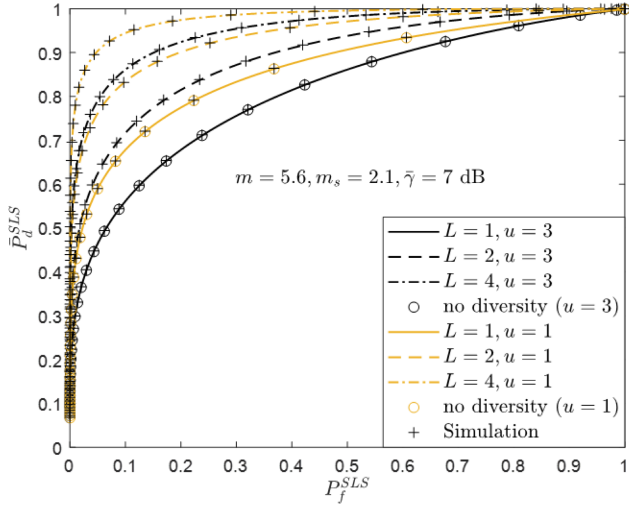 1
0.9
0.8
0.7
0.6
0.5
0.4
0.3
0.2
0.1
0
P̄_d^{SLS}
m = 5.6, m_s = 2.1, γ̄ = 7 dB
L = 1, u = 3
L = 2, u = 3
L = 4, u = 3
no diversity (u = 3)
L = 1, u = 1
L = 2, u = 1
L = 4, u = 1
no diversity (u = 1)
Simulation
0 0.1 0.2 0.3 0.4 0.5 0.6 0.7 0.8 0.9 1
P_f^{SLS}